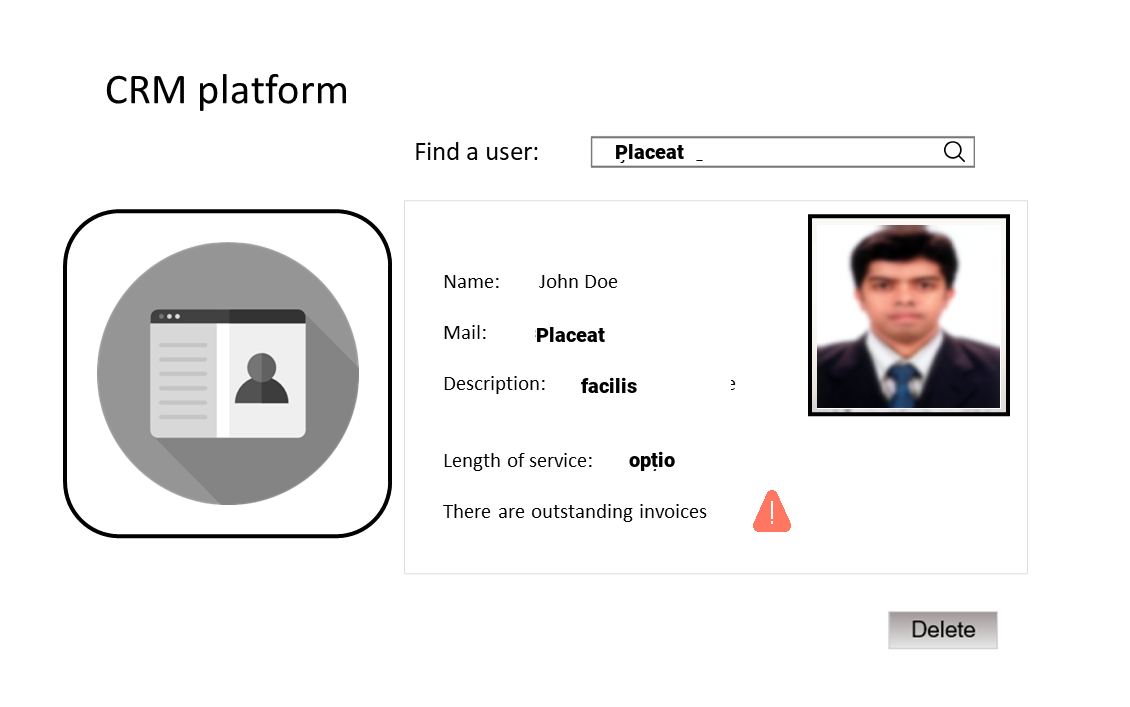 CRM platform
Find a user: Placeat _
Name: John Doe
Mail: Placeat
Description: facilis e
Length of service: optio
There are outstanding invoices
Delete